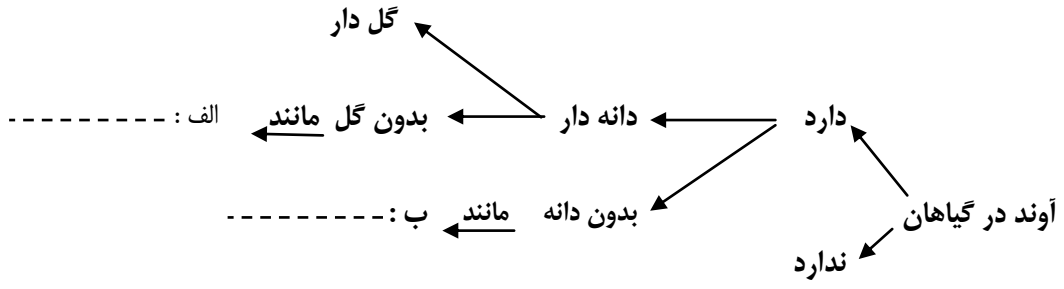 گل دار
دارد دانه دار بدون گل مانند الف : - - - - - - - - - -
آوند در گیاهان بدون دانه مانند ب : - - - - - - - - -
ندارد